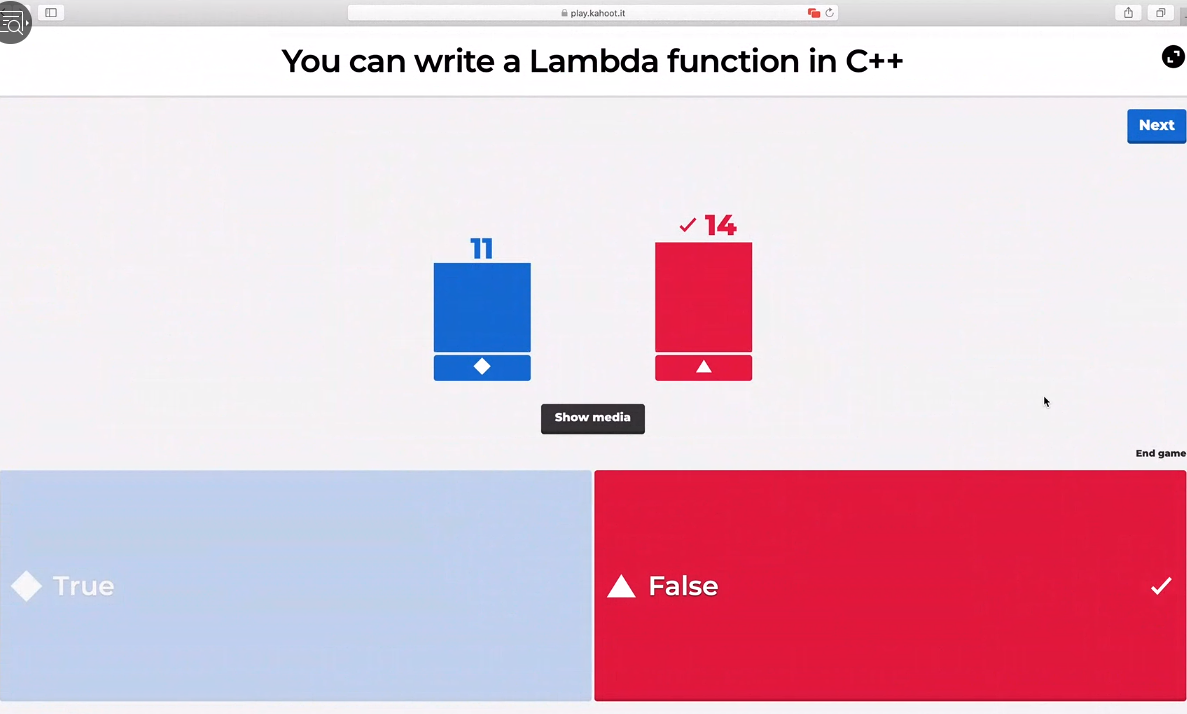 play.kahoot.it
You can write a Lambda function in C++
Next
11
14
Show media
End game
True
False